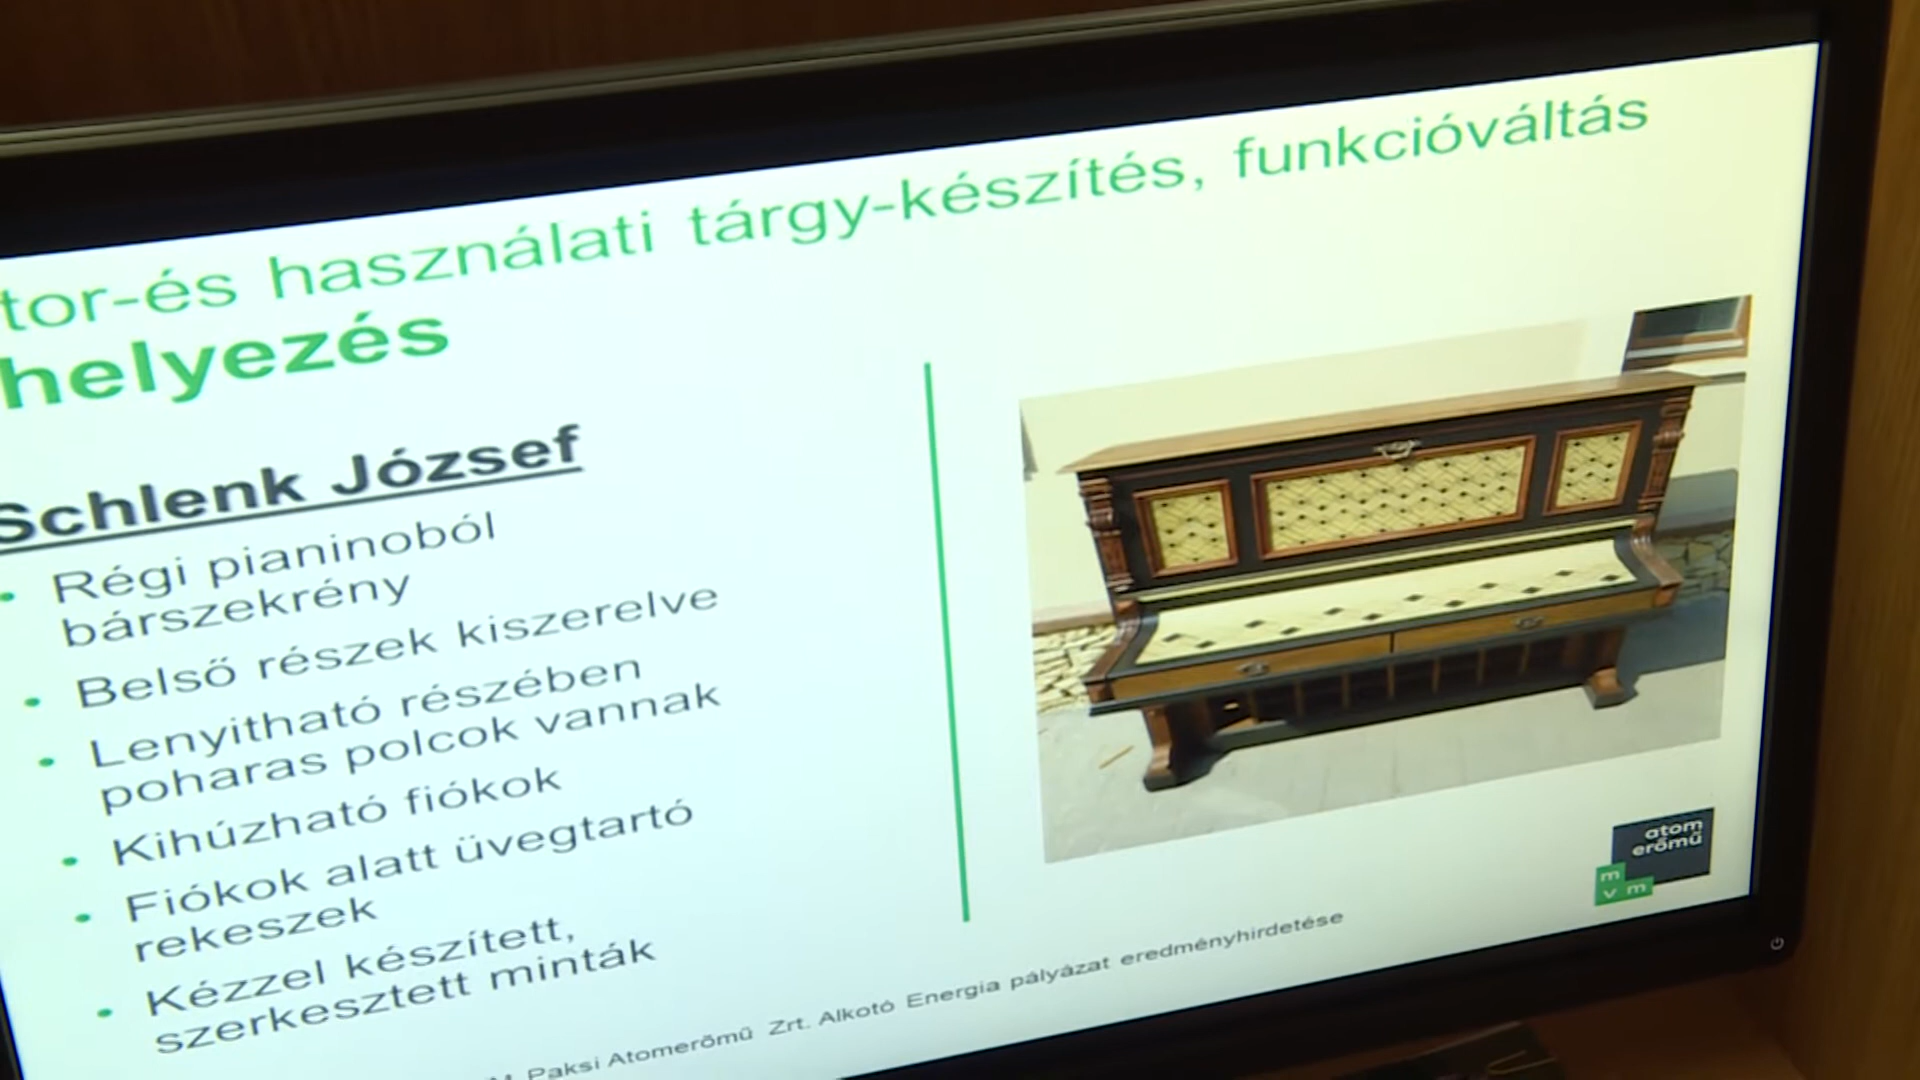 tor-és használati tárgy-készítés, funkcióváltás
helyezés
Schlenk József
• Régi pianinoból
bárszekrény
• Belső részek kiszerelve
• Lenyitható részében
poharas polcok vannak
• Kihúzható fiókok
• Fiókok alatt üvegtartó
rekeszek
• Kézzel készített,
szerkesztett minták
atom
erőmű
m
v m
Paksi Atomerőmű Zrt. Alkotó Energia pályázat eredményhirdetése